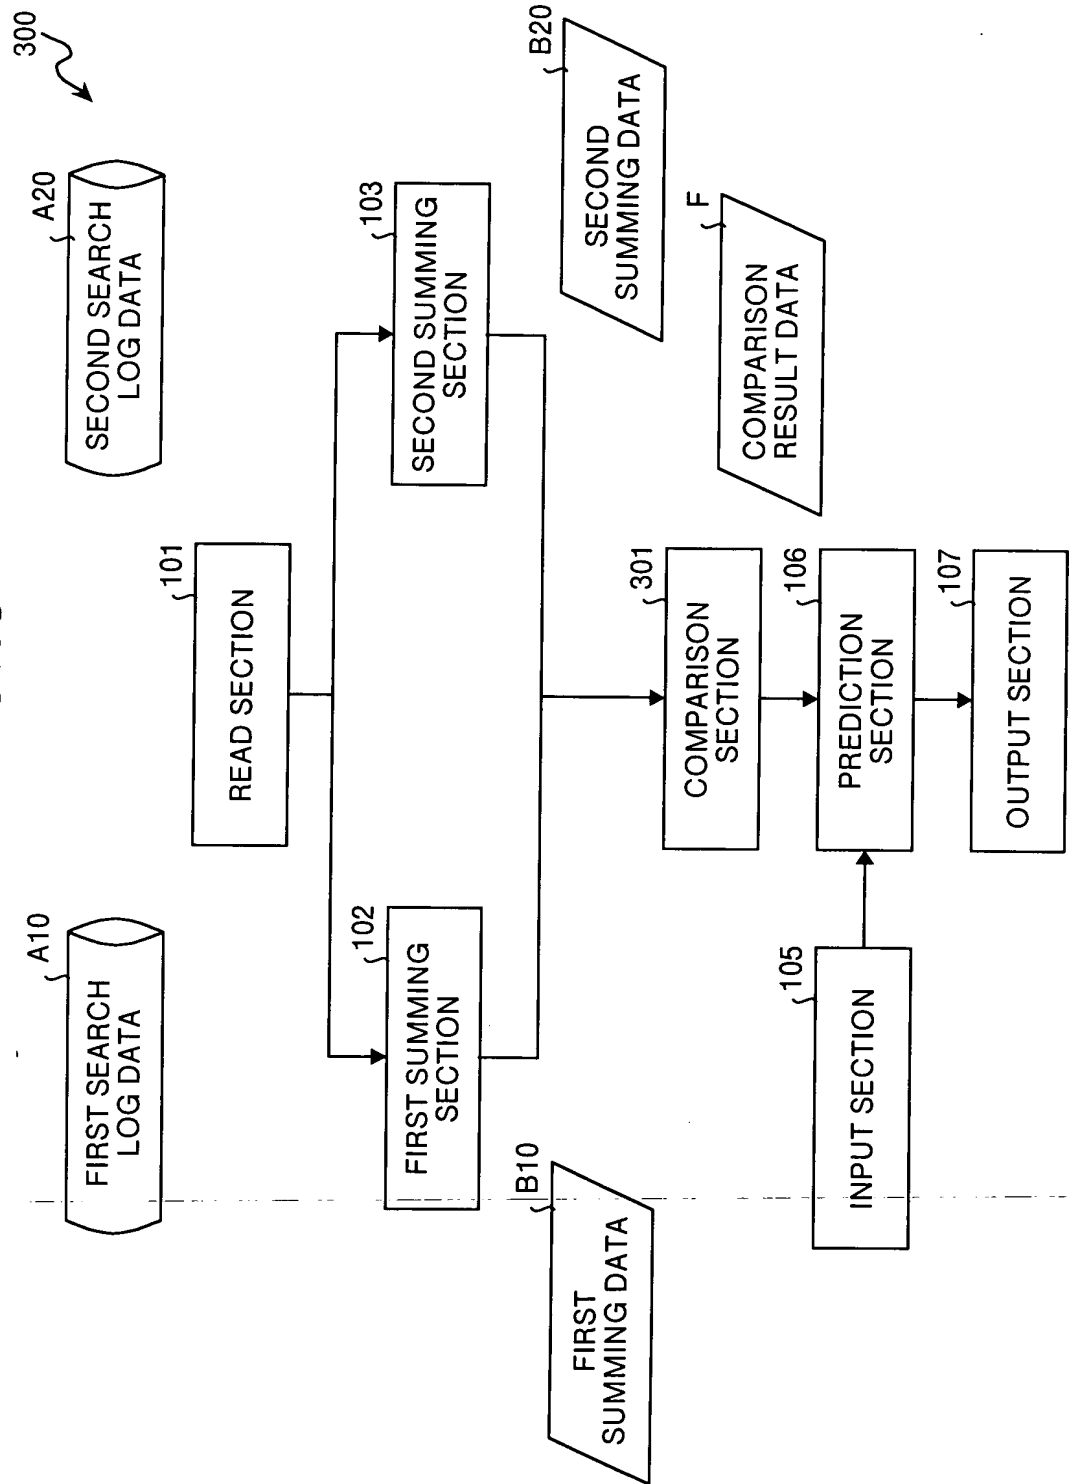 300
A10
FIRST SEARCH
LOG DATA
A20
SECOND SEARCH
LOG DATA
101
READ SECTION
102
FIRST SUMMING
SECTION
103
SECOND SUMMING
SECTION
B10
FIRST
SUMMING DATA
B20
SECOND
SUMMING DATA
301
COMPARISON
SECTION
F
COMPARISON
RESULT DATA
105
INPUT SECTION
106
PREDICTION
SECTION
107
OUTPUT SECTION